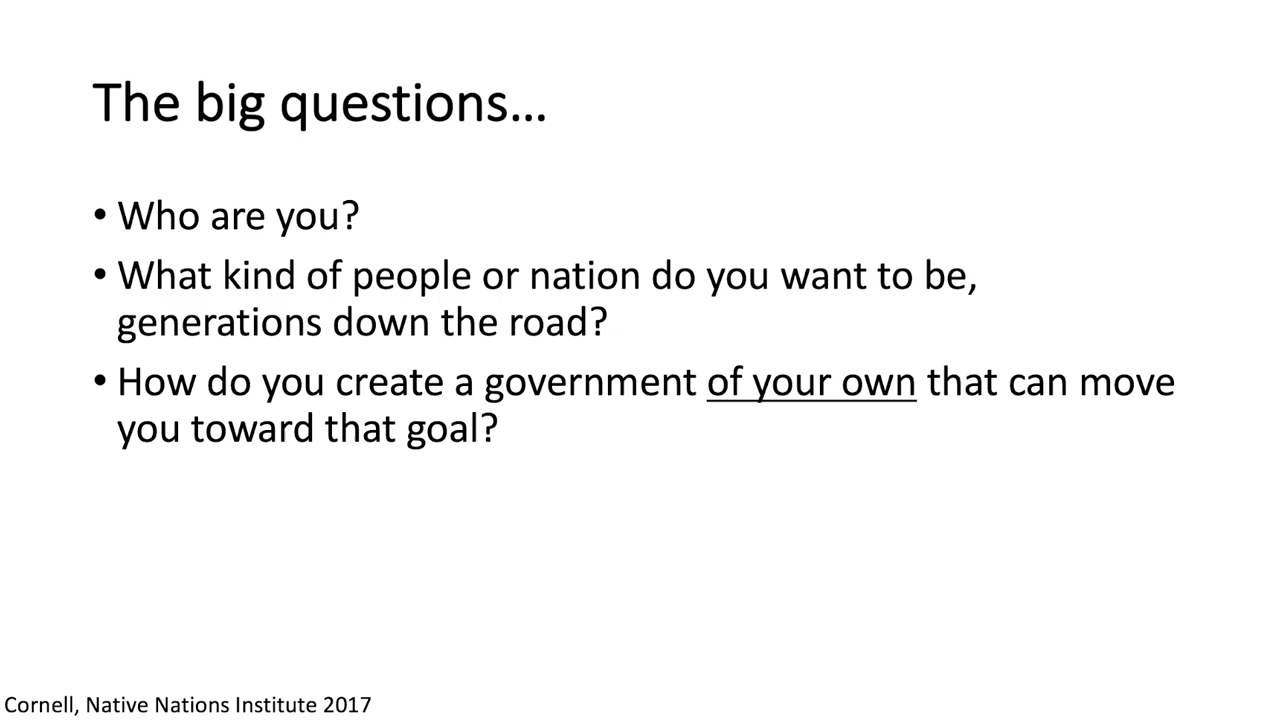 The big questions…
• Who are you?
• What kind of people or nation do you want to be,
generations down the road?
• How do you create a government of your own that can move
you toward that goal?
Cornell, Native Nations Institute 2017